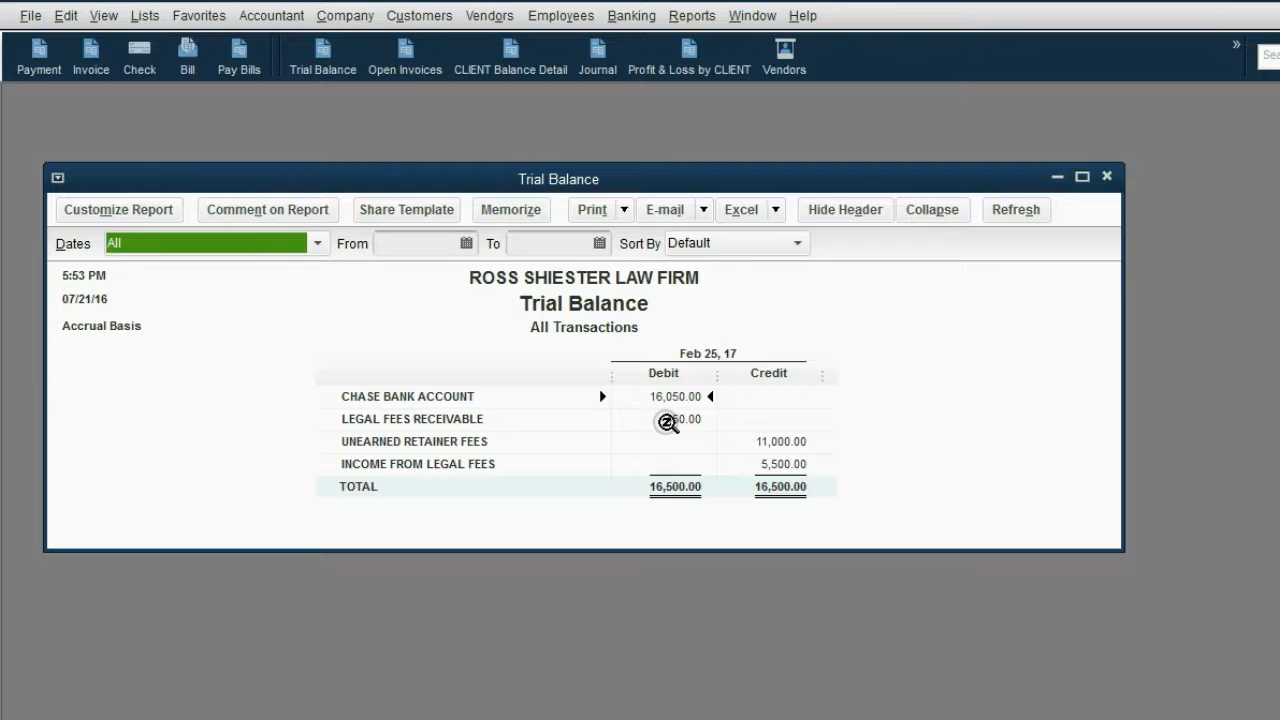 File Edit View Lists Favorites Accountant Company Customers Vendors Employees Banking Reports Window Help
Payment Invoice Check Bill Pay Bills Trial Balance Open Invoices CLIENT Balance Detail Journal Profit & Loss by CLIENT Vendors » Sea
Trial Balance
Customize Report Comment on Report Share Template Memorize Print E-mail Excel Hide Header Collapse Refresh
Dates All From To Sort By Default
5:53 PM ROSS SHIESTER LAW FIRM
07/21/16 Trial Balance
Accrual Basis All Transactions
Feb 25, 17
Debit Credit
CHASE BANK ACCOUNT 16,050.00
LEGAL FEES RECEIVABLE
UNEARNED RETAINER FEES 11,000.00
INCOME FROM LEGAL FEES 5,500.00
TOTAL 16,500.00 16,500.00